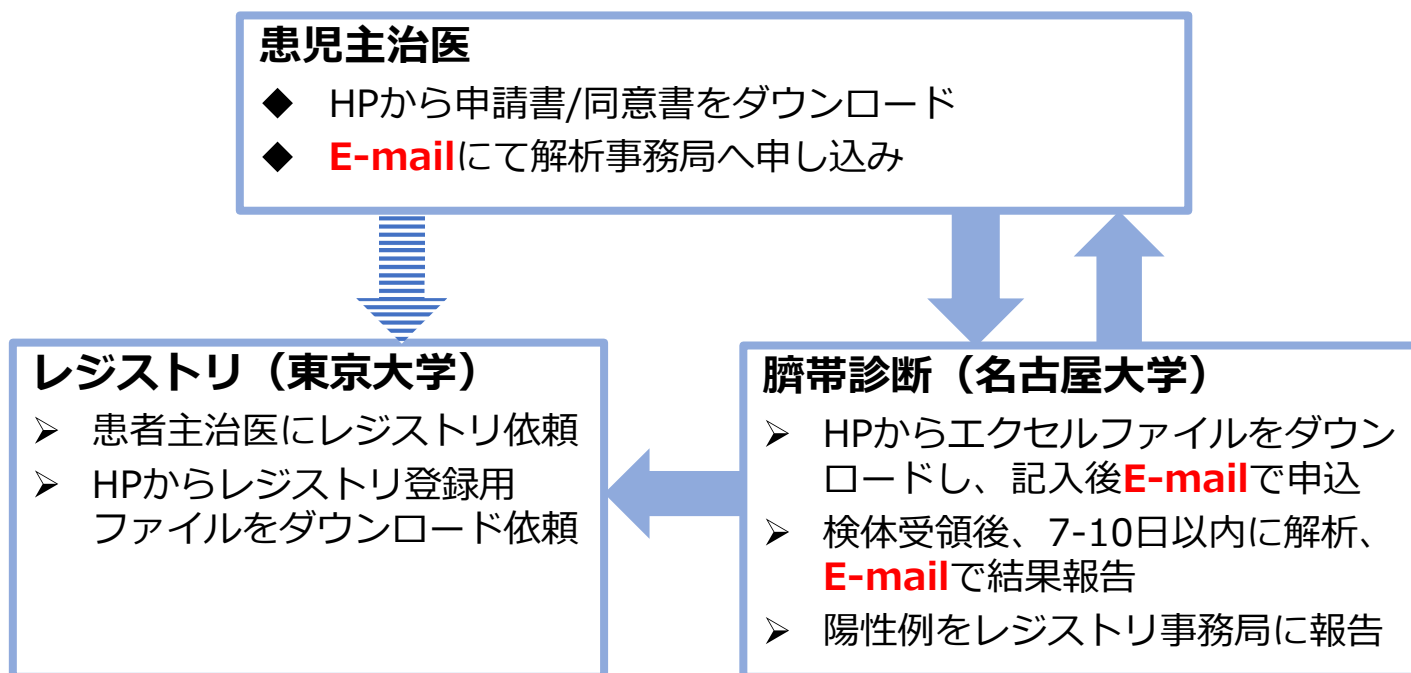 患児主治医
◆ HPから申請書/同意書をダウンロード
◆ E-mailにて解析事務局へ申し込み
レジストリ（東京大学）
➢ 患者主治医にレジストリ依頼
➢ HPからレジストリ登録用
ファイルをダウンロード依頼
臍帯診断（名古屋大学）
➢ HPからエクセルファイルをダウン
ロードし、記入後E-mailで申込
➢ 検体受領後、7-10日以内に解析、
E-mailで結果報告
➢ 陽性例をレジストリ事務局に報告